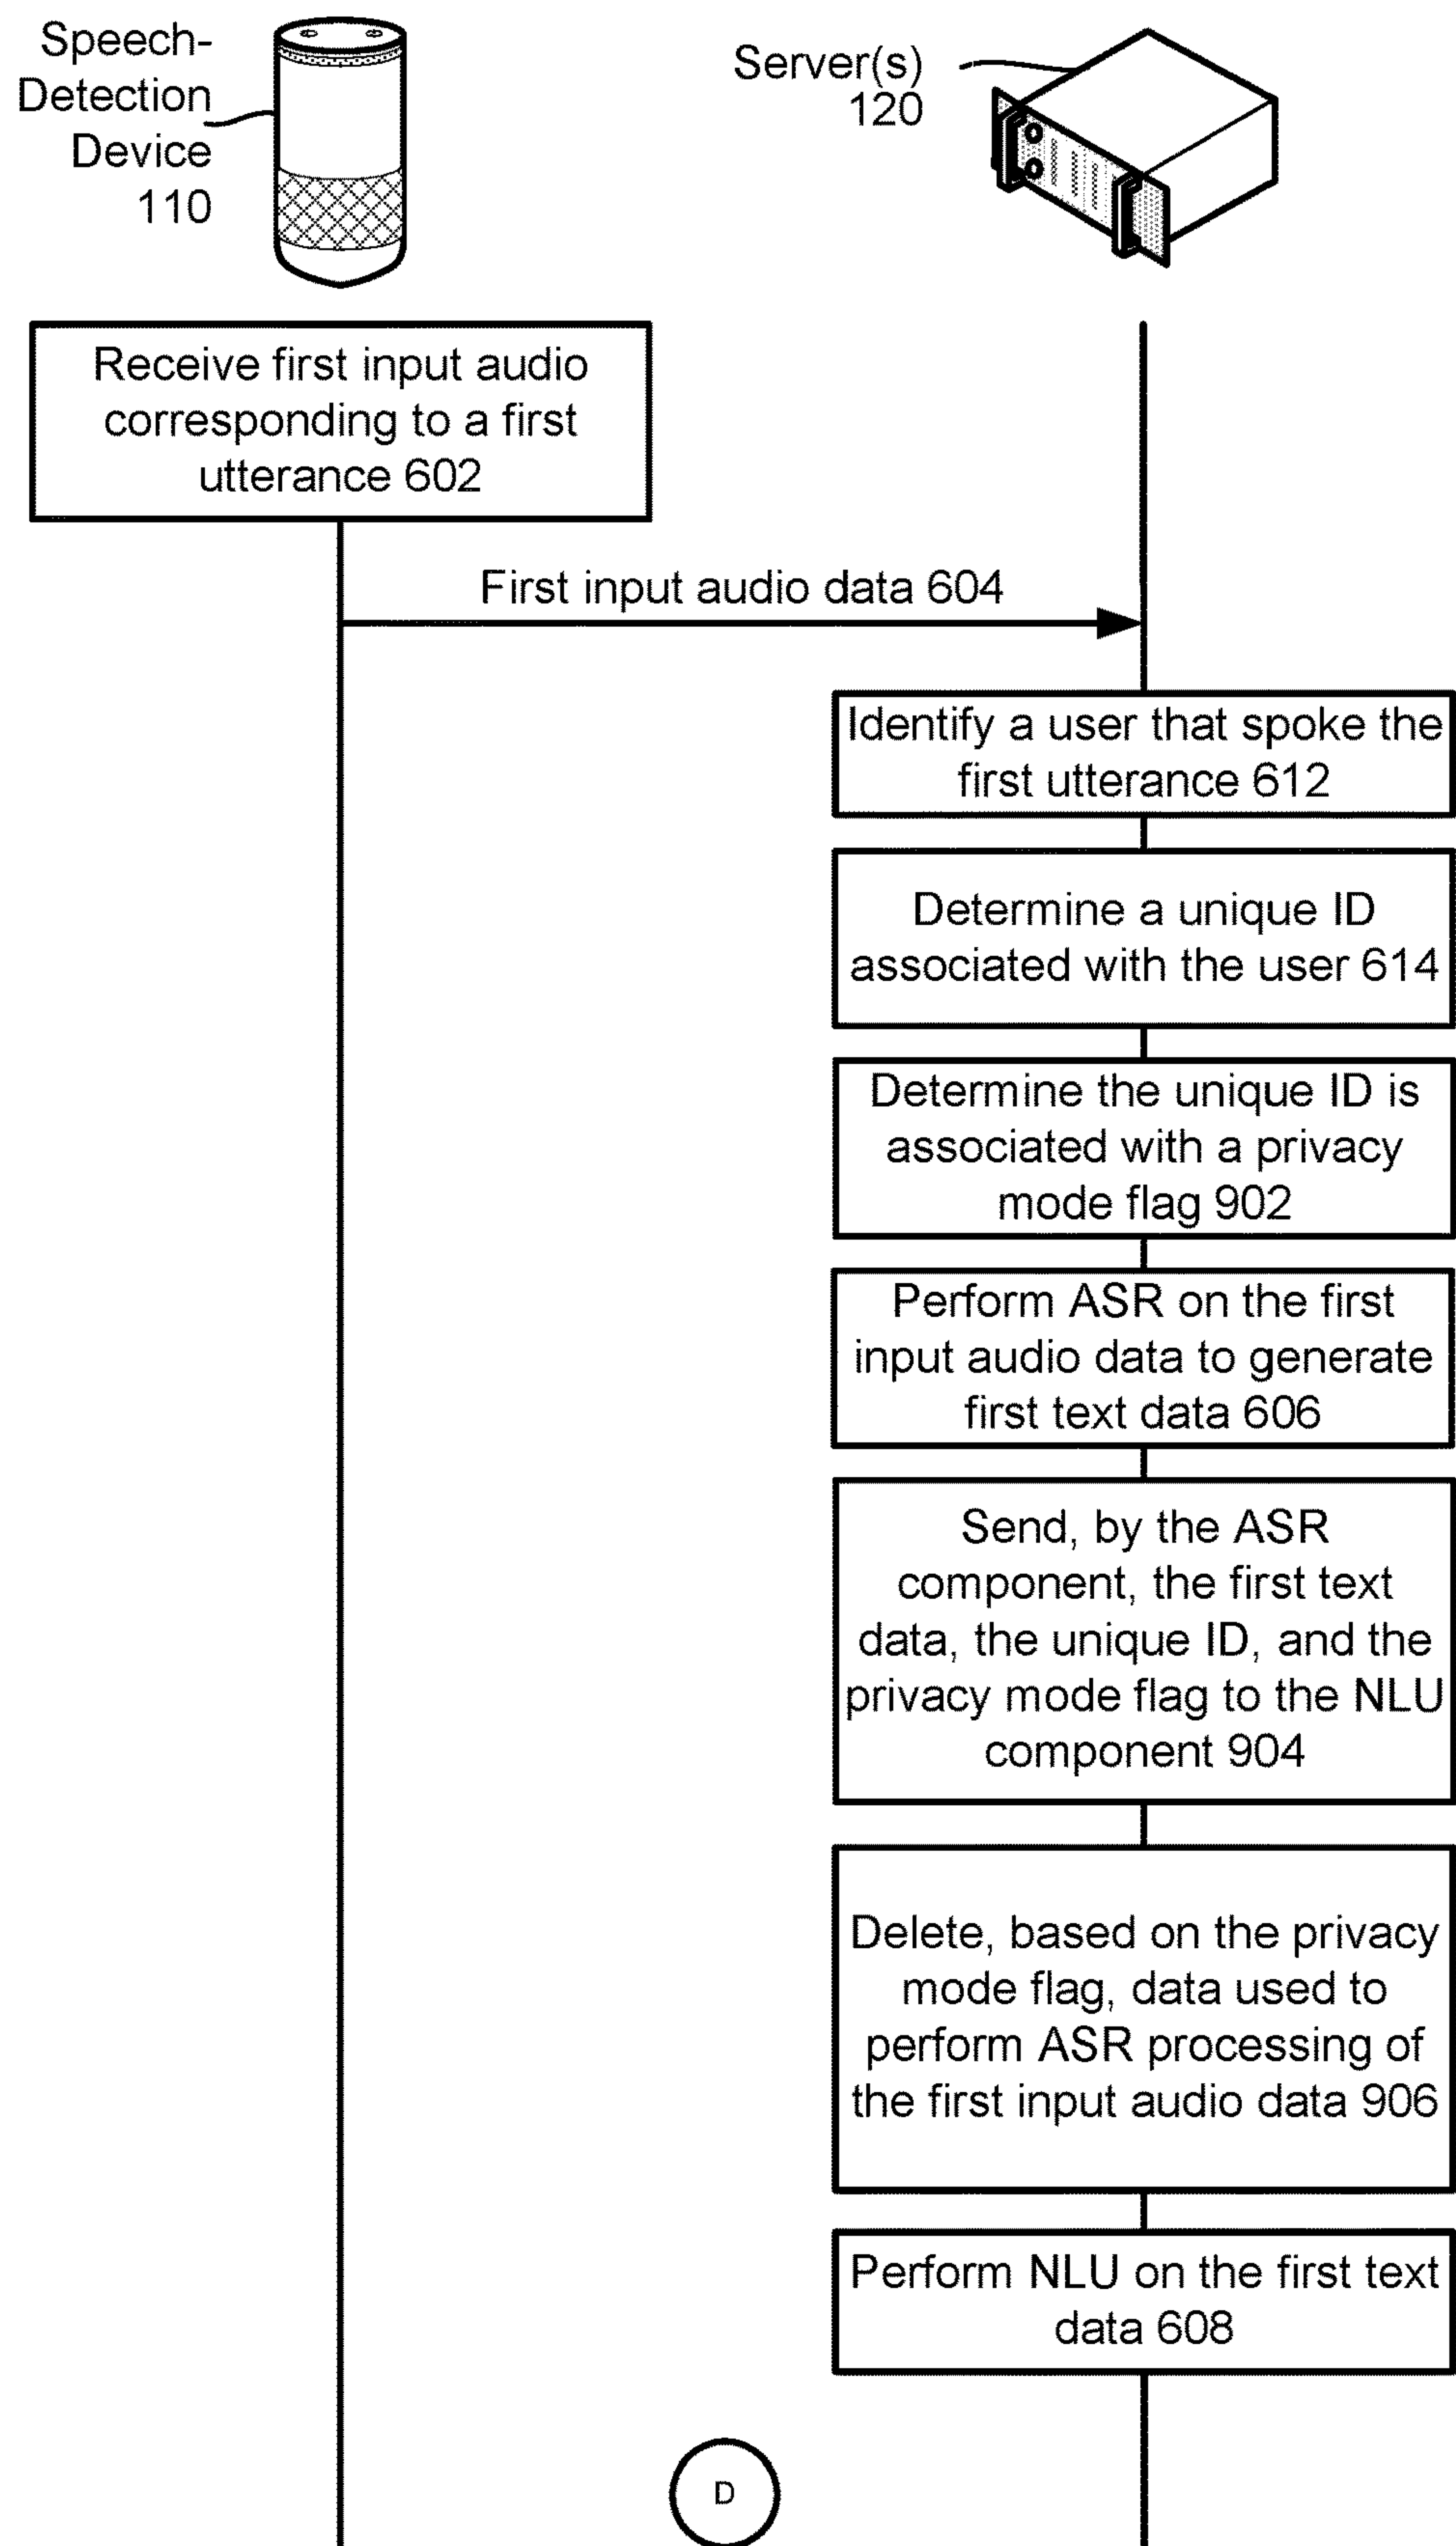 Speech-
Detection
Device
110
Server(s)
120
Receive first input audio
corresponding to a first
utterance 602
First input audio data 604
Identify a user that spoke the
first utterance 612
Determine a unique ID
associated with the user 614
Determine the unique ID is
associated with a privacy
mode flag 902
Perform ASR on the first
input audio data to generate
first text data 606
Send, by the ASR
component, the first text
data, the unique ID, and the
privacy mode flag to the NLU
component 904
Delete, based on the privacy
mode flag, data used to
perform ASR processing of
the first input audio data 906
Perform NLU on the first text
data 608
D